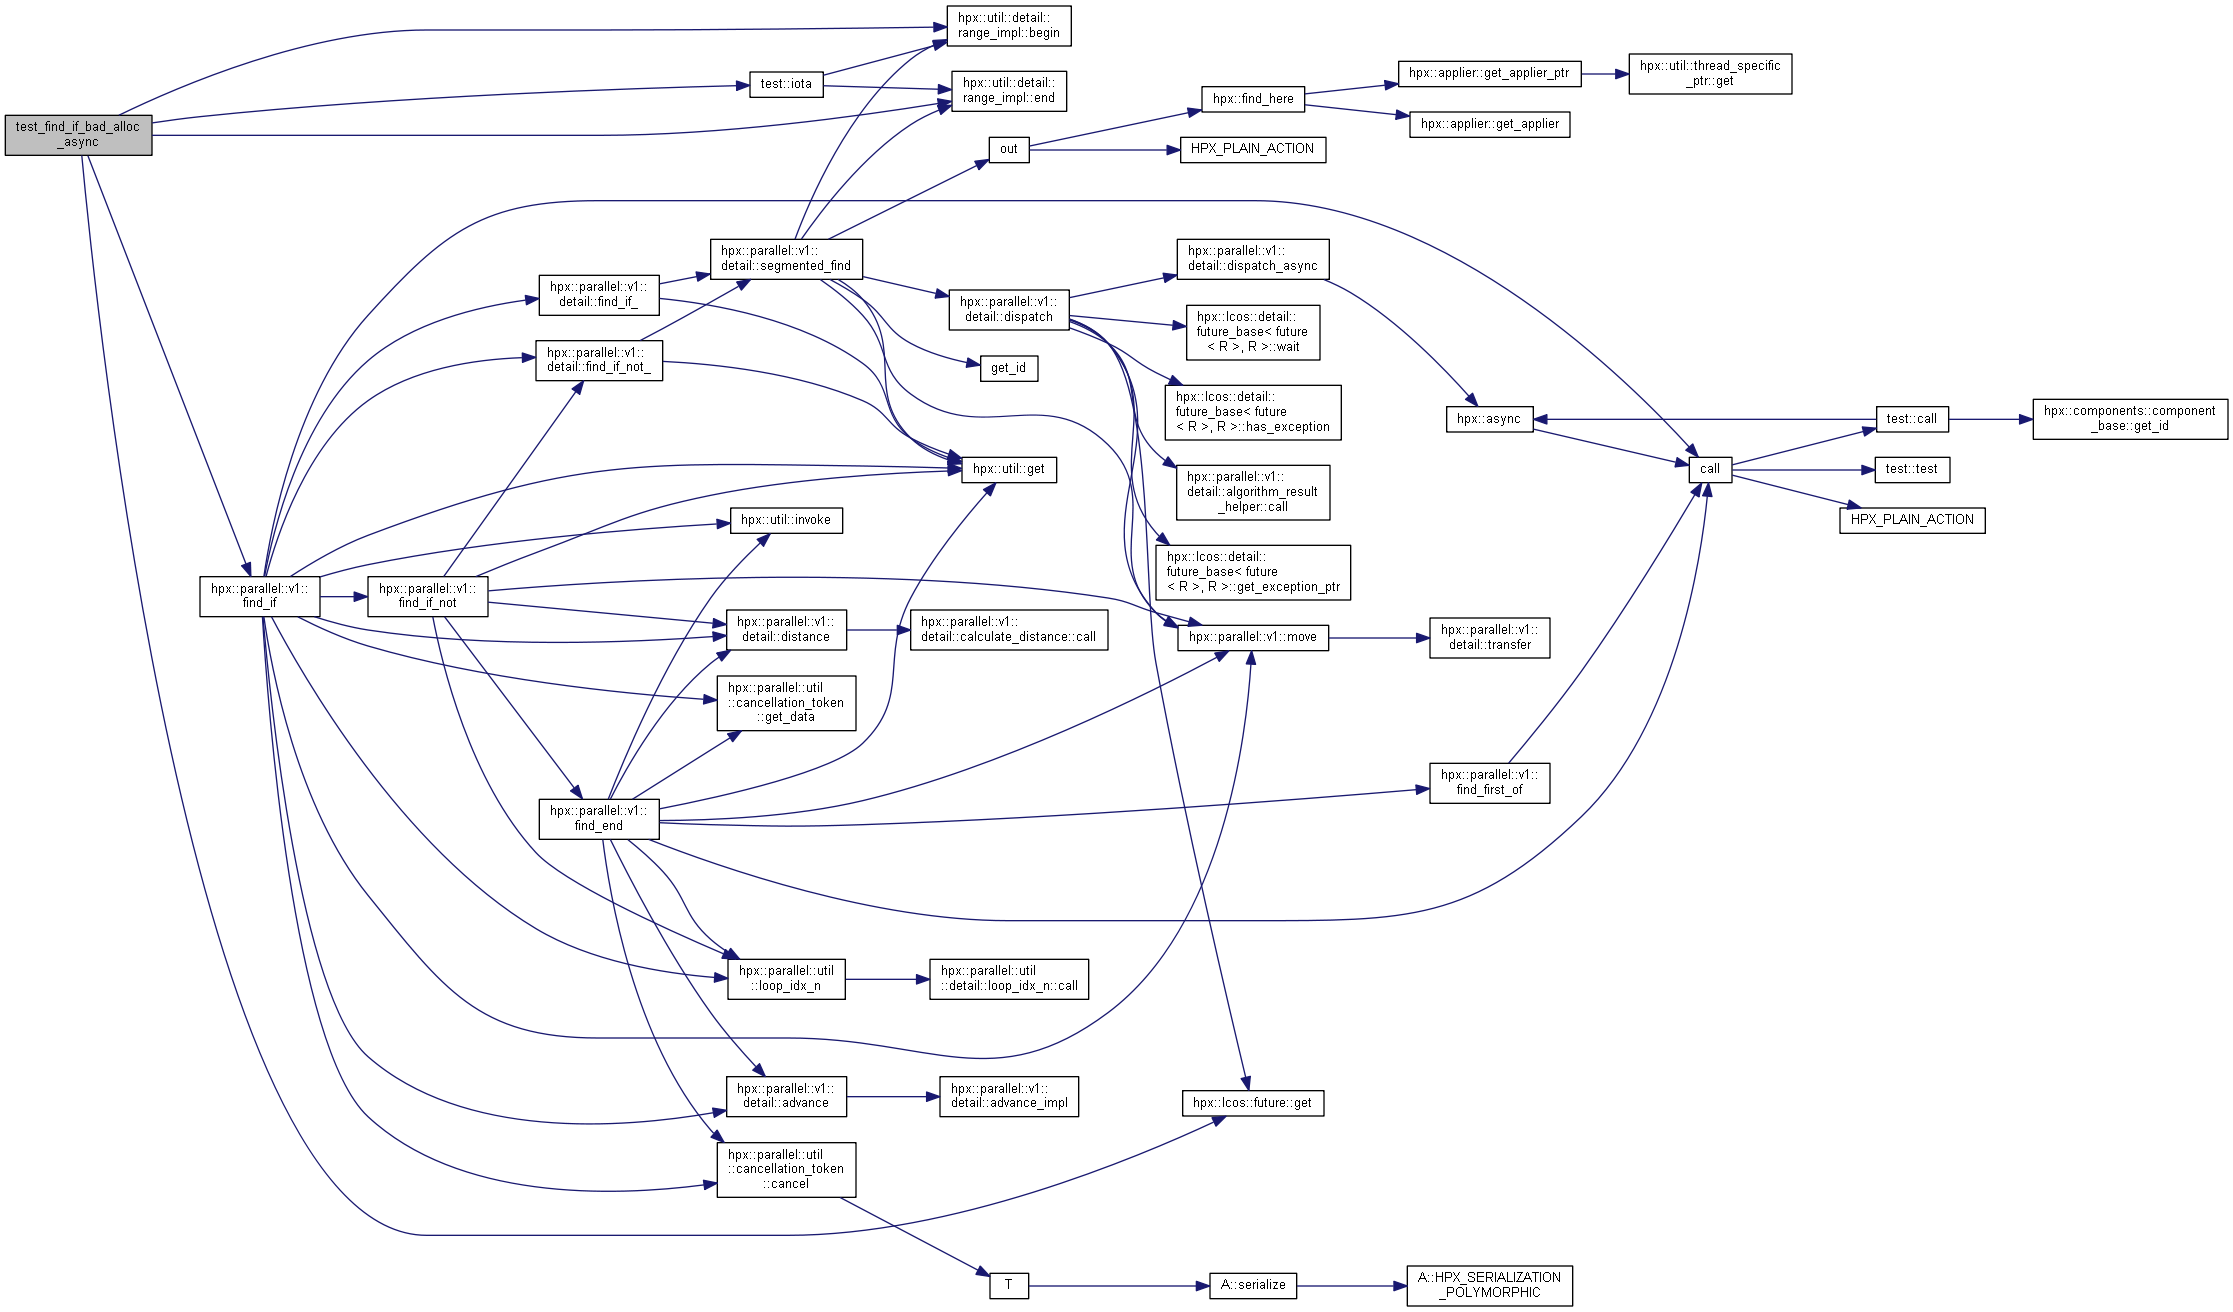 test_find_if_bad_alloc
_async
hpx::util::detail::
range_impl::begin
test::iota
hpx::util::detail::
range_impl::end
hpx::parallel::v1::
find_if
hpx::parallel::v1::
detail::find_if_
hpx::parallel::v1::
detail::find_if_not_
hpx::parallel::v1::
find_if_not
hpx::parallel::v1::
detail::segmented_find
out
hpx::find_here
hpx::applier::get_applier_ptr
hpx::util::thread_specific
_ptr::get
hpx::applier::get_applier
HPX_PLAIN_ACTION
hpx::parallel::v1::
detail::dispatch
hpx::parallel::v1::
detail::dispatch_async
hpx::lcos::detail::
future_base< future
< R >, R >::wait
get_id
hpx::lcos::detail::
future_base< future
< R >, R >::has_exception
hpx::async
test::call
hpx::components::component
_base::get_id
hpx::util::get
hpx::parallel::v1::
detail::algorithm_result
_helper::call
call
test::test
HPX_PLAIN_ACTION
hpx::util::invoke
hpx::lcos::detail::
future_base< future
< R >, R >::get_exception_ptr
hpx::parallel::v1::
detail::distance
hpx::parallel::v1::
detail::calculate_distance::call
hpx::parallel::v1::move
hpx::parallel::v1::
detail::transfer
hpx::parallel::util
::cancellation_token
::get_data
hpx::parallel::v1::
find_end
hpx::parallel::v1::
find_first_of
hpx::parallel::util
::loop_idx_n
hpx::parallel::util
::detail::loop_idx_n::call
hpx::parallel::v1::
detail::advance
hpx::parallel::v1::
detail::advance_impl
hpx::lcos::future::get
hpx::parallel::util
::cancellation_token
::cancel
T
A::serialize
A::HPX_SERIALIZATION
_POLYMORPHIC